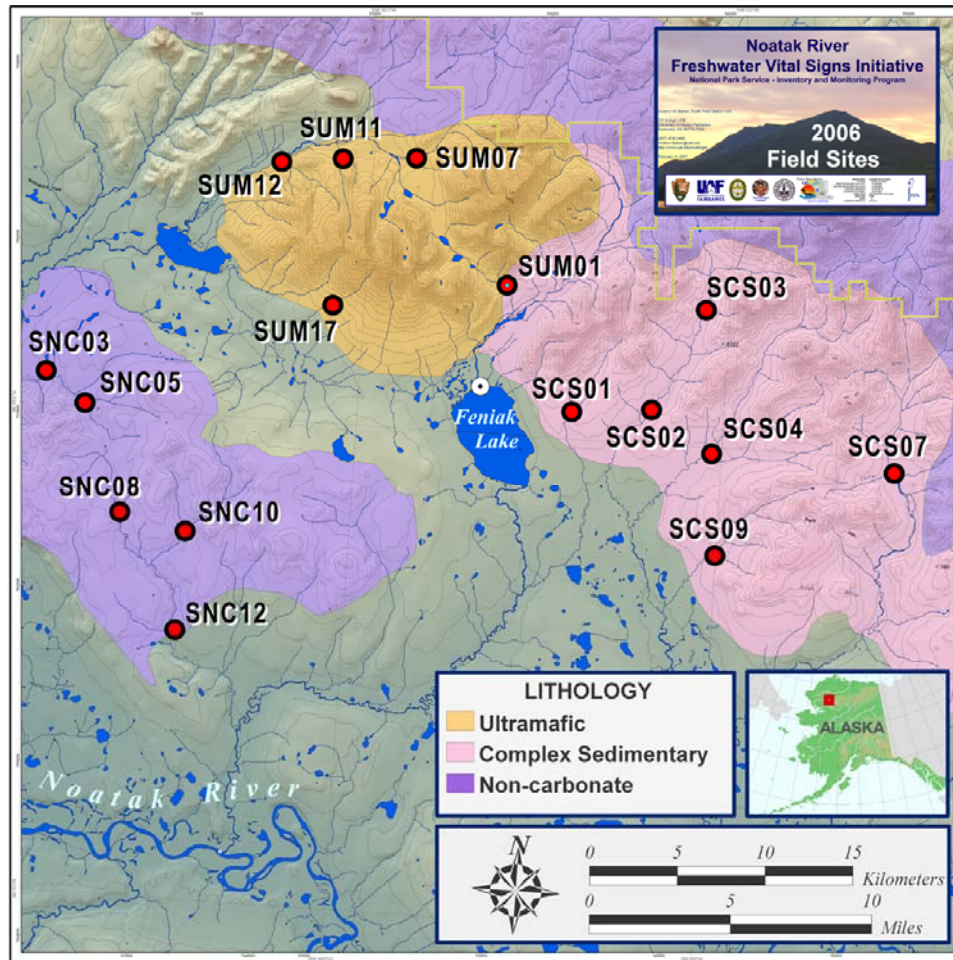 Noatak River
Freshwater Vital Signs Initiative
National Park Service - Inventory and Monitoring Program
2006
Field Sites
UAF
SUM11
SUM07
SUM12
SUM01
SCS03
SUM17
SNC03
SNC05
SCS01
Feniak
Lake
SCS02
SCS04
SCS07
SNC08
SNC10
SCS09
SNC12
LITHOLOGY
Ultramafic
Complex Sedimentary
Non-carbonate
ALASKA
Noatak River
N
0 5 10 15
Kilometers
0 5 10
Miles